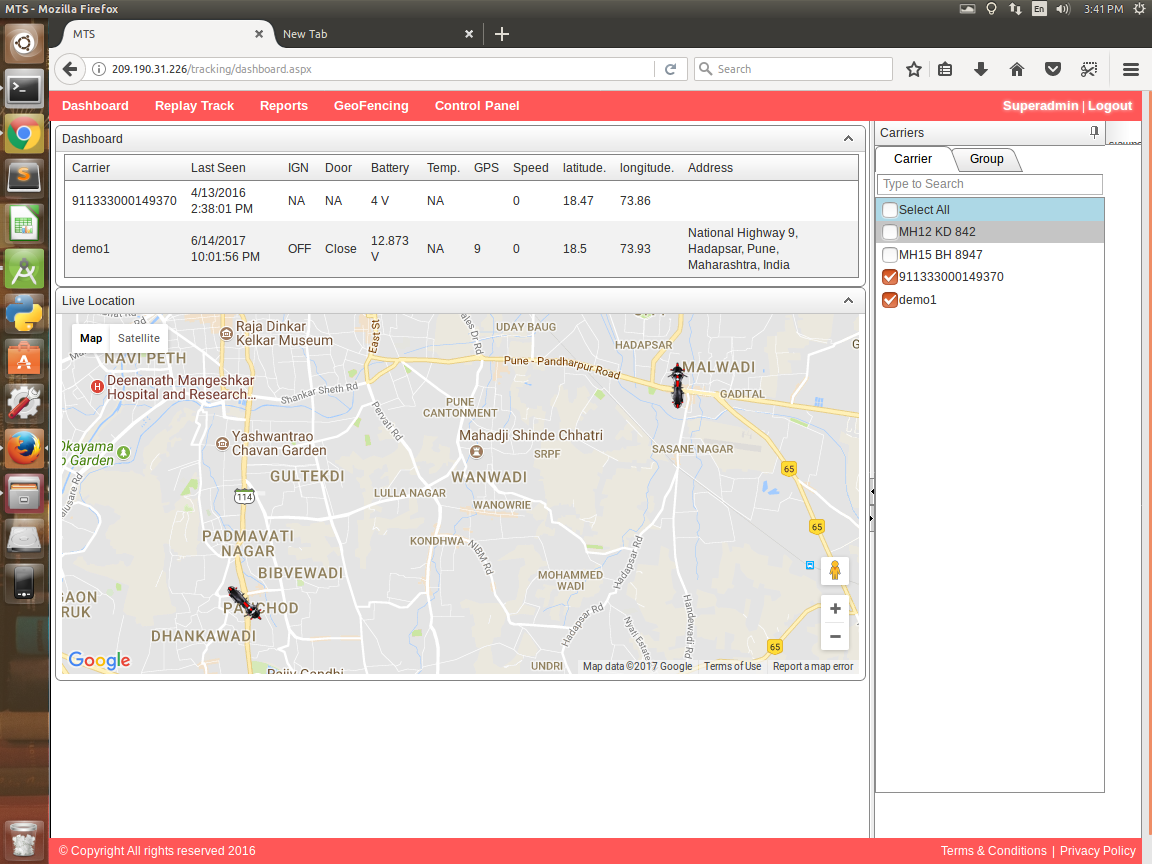 MTS - Mozilla Firefox
En
3:41 PM
MTS
New Tab
209.190.31.226/tracking/dashboard.aspx
Search
Dashboard Replay Track Reports GeoFencing Control Panel
Superadmin | Logout
Dashboard
Carrier Last Seen IGN Door Battery Temp. GPS Speed latitude. longitude. Address
911333000149370 4/13/2016 2:38:01 PM NA NA 4 V NA 0 18.47 73.86
demo1 6/14/2017 10:01:56 PM OFF Close 12.873 V NA 9 0 18.5 73.93 National Highway 9,
Hadapsar, Pune,
Maharashtra, India
Carriers
Carrier Group
Type to Search
Select All
MH12 KD 842
MH15 BH 8947
911333000149370
demo1
Live Location
Map Satellite
Raja Dinkar
Kelkar Museum
East St
UDAY BAUG
HADAPSAR
NAVI PETH
Pune - Pandharpur Road
MALWADI
Deenanath Mangeshkar
Hospital and Research...
Shankar Sheth Rd
GADITAL
PUNE
CANTONMENT
Pervati Rd
Yashwantrao
Chavan Garden
Mahadji Shinde Chhatri
SRPF
SASANE NAGAR
Okayama
Garden
GULTEKDI
WANWADI
65
114
LULLA NAGAR
WANOWRIE
65
PADMAVATI
NAGAR
KONDHWA
NIBM Rd
Hadapsar Rd
BIBVEWADI
MOHAMMED
WADI
Handewadi Rd
Hadapsar Rd
Nyati Estate
DHANKAWADI
65
UNDRI
Google
Map data ©2017 Google Terms of Use Report a map error
© Copyright All rights reserved 2016
Terms & Conditions | Privacy Policy